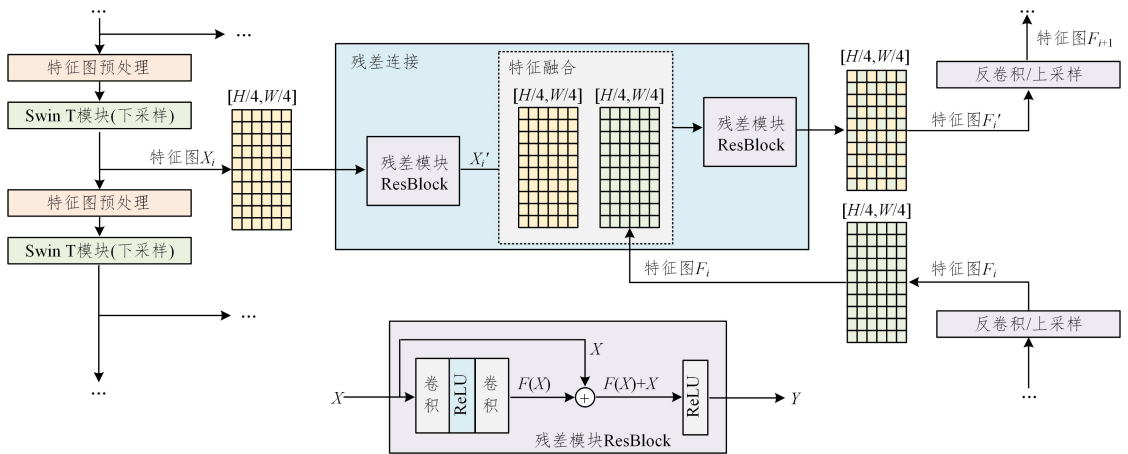 ...
...
特征图预处理
Swin T模块(下采样)
特征图Xi
特征图预处理
Swin T模块(下采样)
...
...
[H/4,W/4]
残差连接
残差模块
ResBlock
Xi′
特征融合
[H/4,W/4]
[H/4,W/4]
残差模块
ResBlock
[H/4,W/4]
...
特征图Fi+1
反卷积/上采样
特征图Fi′
[H/4,W/4]
特征图Fi
特征图Fi
反卷积/上采样
...
X
卷积
ReLU
卷积
F(X)
X
+
F(X)+X
ReLU
Y
残差模块ResBlock